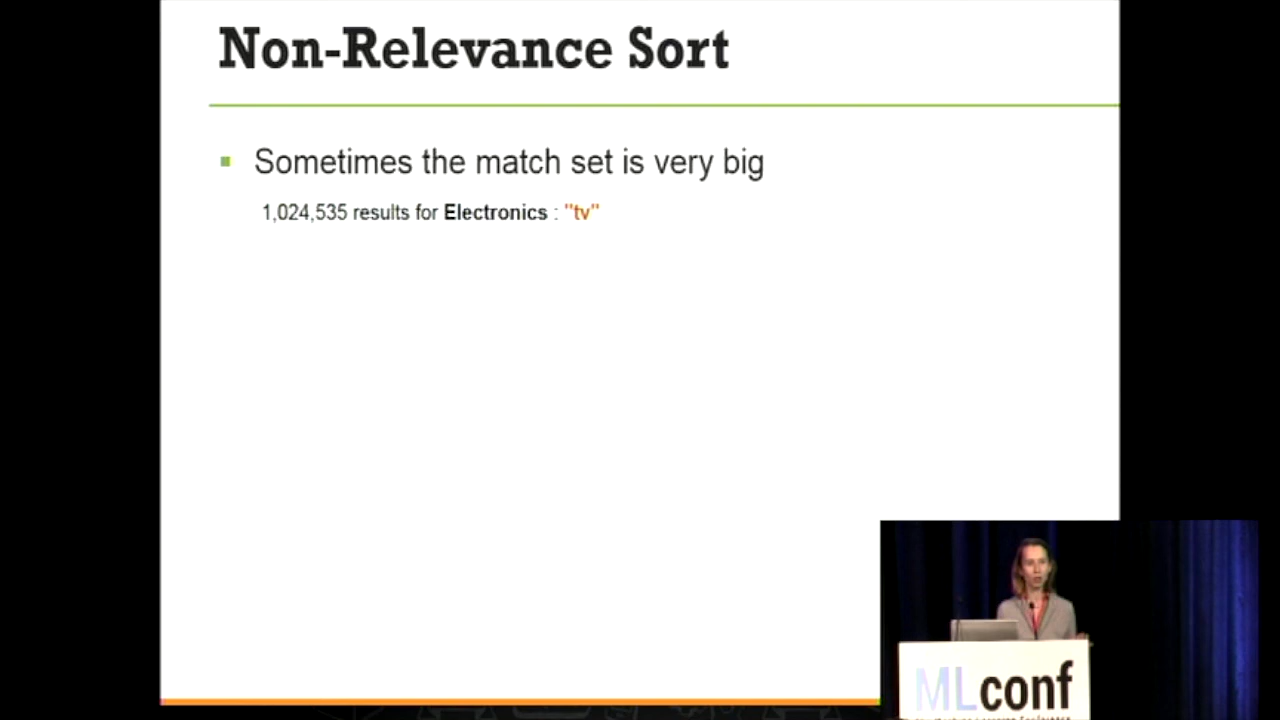 Non-Relevance Sort
Sometimes the match set is very big
1,024,535 results for Electronics : "tv"
MLconf